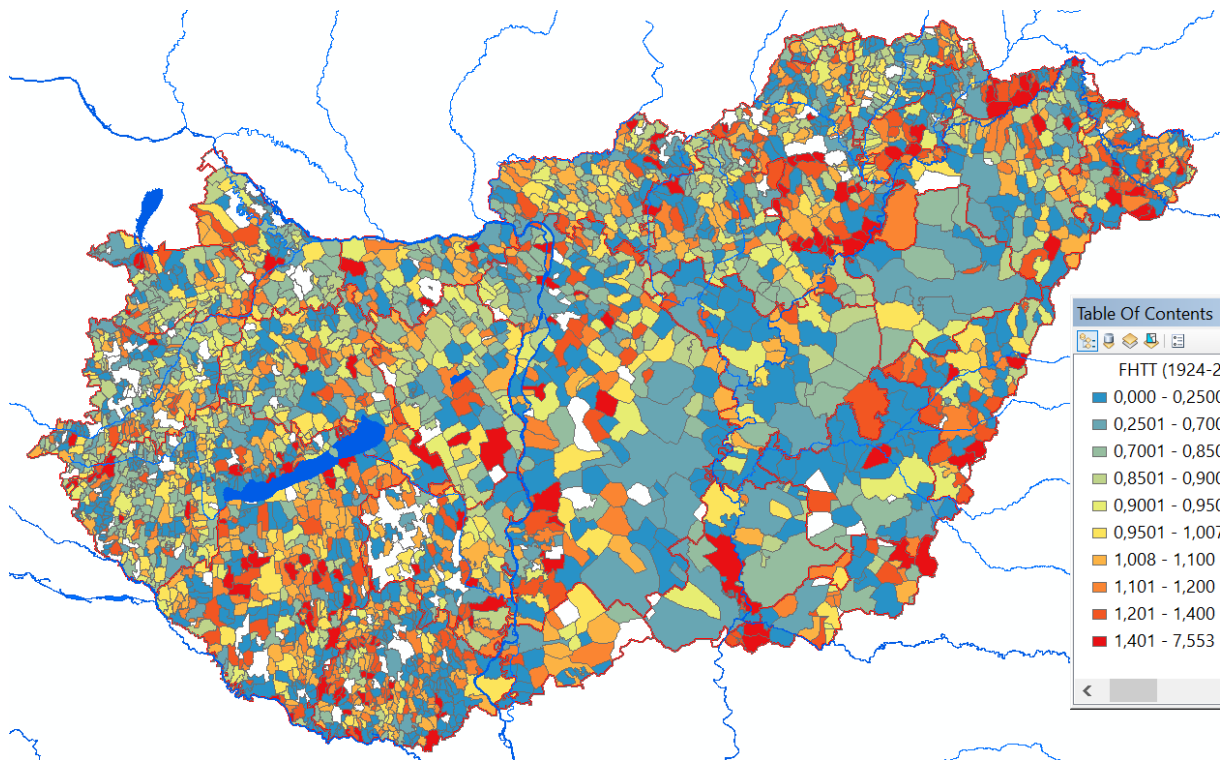 Table Of Contents
FHTT (1924-2
0,000 - 0,2500
0,2501 - 0,700
0,7001 - 0,850
0,8501 - 0,900
0,9001 - 0,950
0,9501 - 1,007
1,008 - 1,100
1,101 - 1,200
1,201 - 1,400
1,401 - 7,553